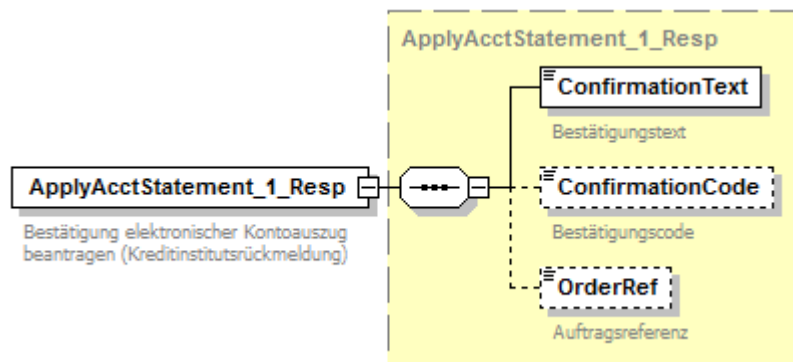 ApplyAcctStatement_1_Resp
ConfirmationText
Bestätigungstext
ApplyAcctStatement_1_Resp
Bestätigung elektronischer Kontoauszug
beantragen (Kreditinstitutsrückmeldung)
ConfirmationCode
Bestätigungscode
OrderRef
Auftragsreferenz